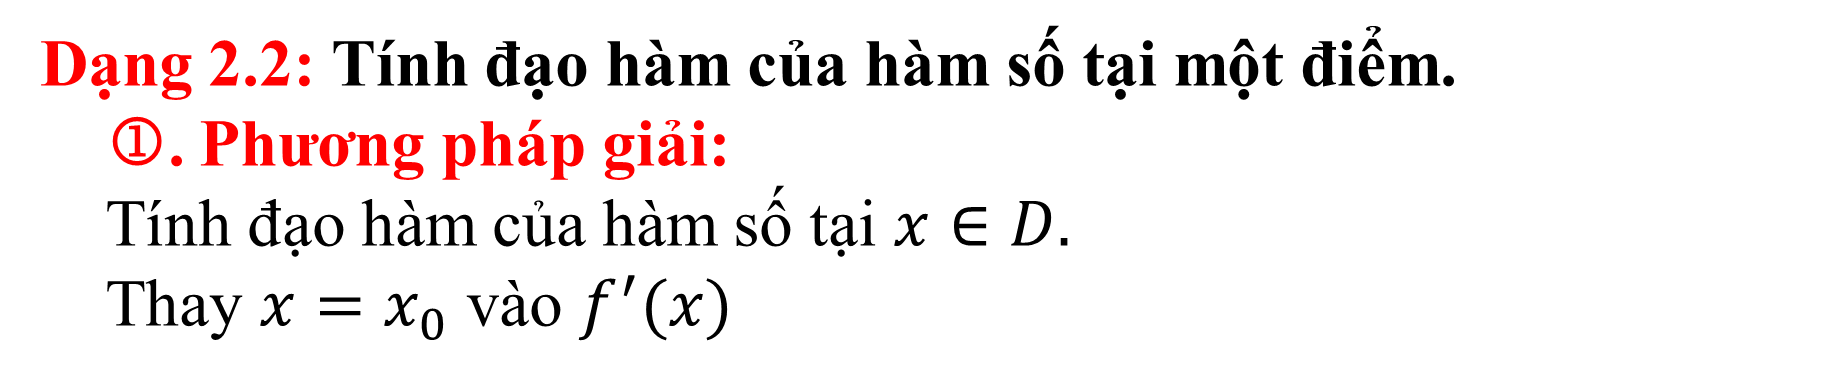 Dạng 2.2: Tính đạo hàm của hàm số tại một điểm.
①. Phương pháp giải:
Tính đạo hàm của hàm số tại x ∈ D.
Thay x = x₀ vào f′(x)